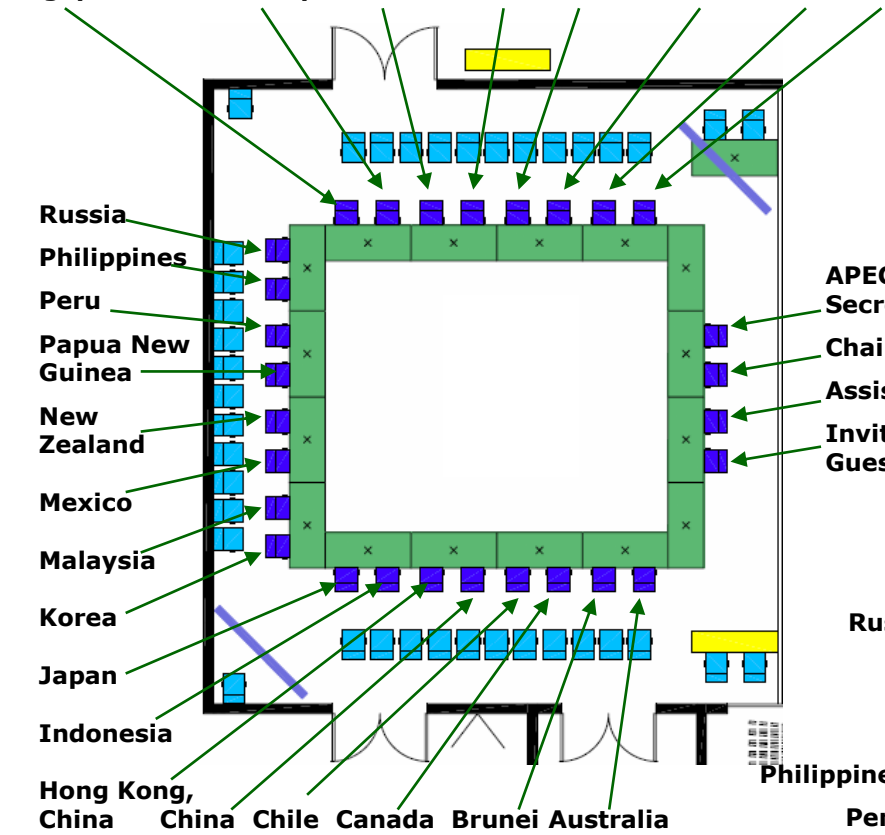 Russia
Philippines
Peru
Papua New
Guinea
New
Zealand
Mexico
Malaysia
Korea
Japan
Indonesia
Hong Kong,
China
China
Chile
Canada
Brunei
Australia
Chai